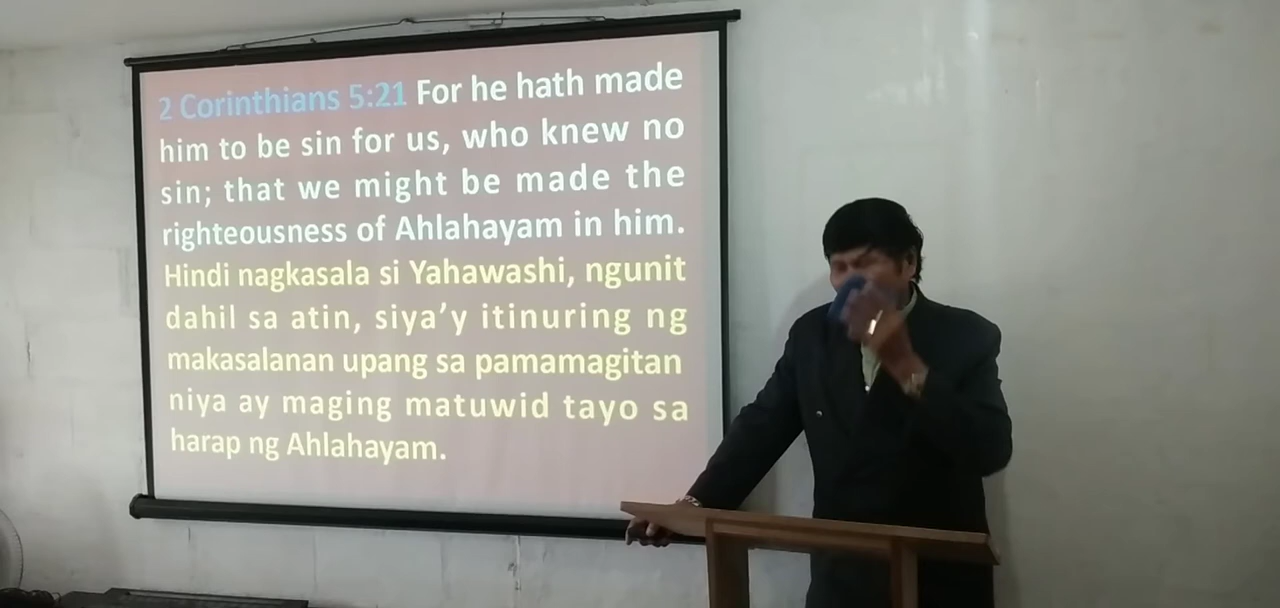 2 Corinthians 5:21 For he hath made
him to be sin for us, who knew no
sin; that we might be made the
righteousness of Ahlahayam in him.
Hindi nagkasala si Yahawashi, ngunit
dahil sa atin, siya’y itinuring ng
makasalanan upang sa pamamagitan
niya ay maging matuwid tayo sa
harap ng Ahlahayam.